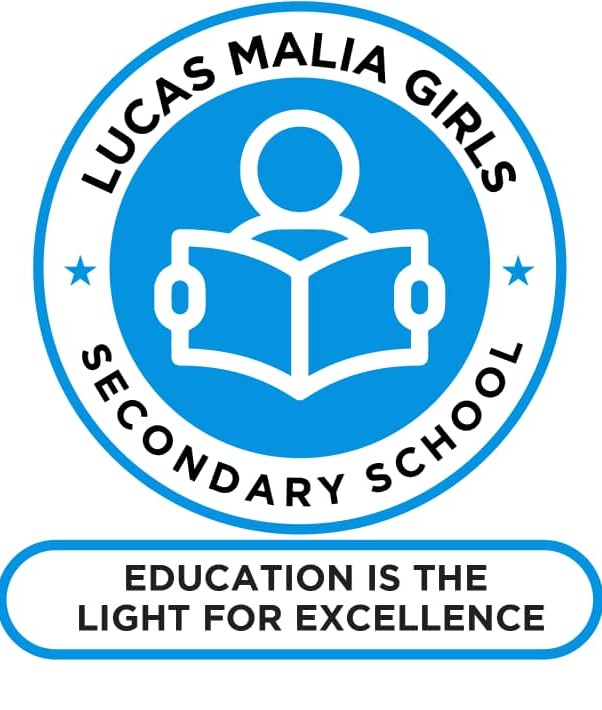 LUCAS MALIA GIRLS
SECONDARY SCHOOL
EDUCATION IS THE
LIGHT FOR EXCELLENCE